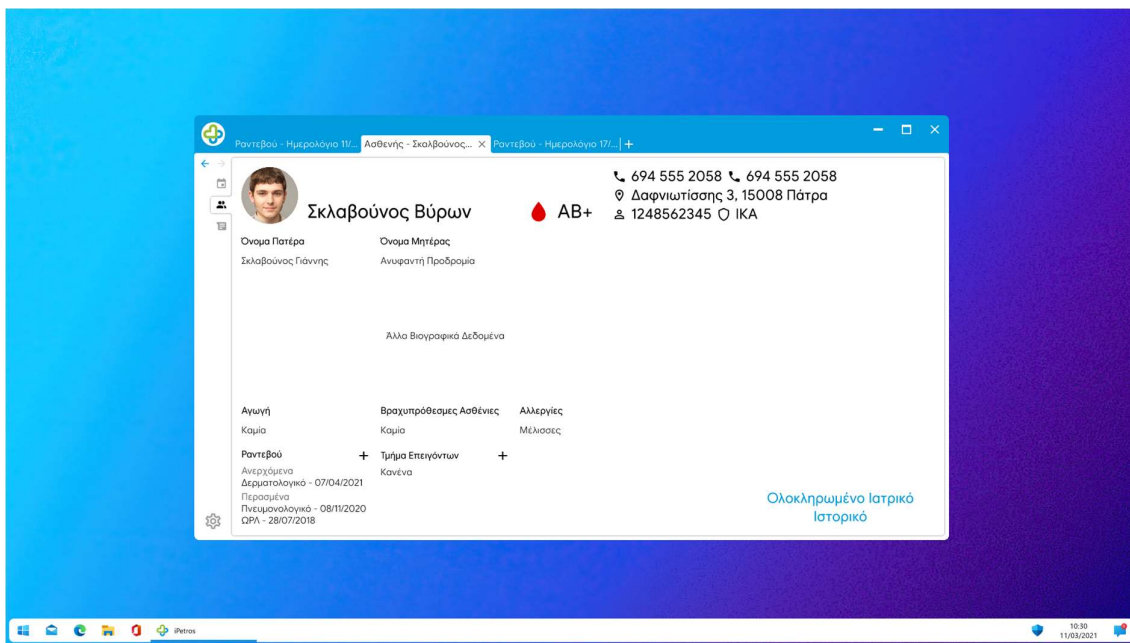 Ραντεβού - Ημερολόγιο 11/... Ασθενής - Σκαλβούνος... Ραντεβού - Ημερολόγιο 17/...
694 555 2058 694 555 2058
Δαφνιωτίσσης 3, 15008 Πάτρα
Σκλαβούνος Βύρων AB+ 1248562345 ΙΚΑ
Όνομα Πατέρα Όνομα Μητέρας
Σκλαβούνος Γιάννης Ανυφαντή Προδρομία
Άλλα Βιογραφικά Δεδομένα
Αγωγή Βραχυπρόθεσμες Ασθένιες Αλλεργίες
Καμία Καμία Μέλισσες
Ραντεβού + Τμήμα Επειγόντων +
Ανερχόμενα Κανένα
Δερματολογικό - 07/04/2021
Περασμένα
Πνευμονολογικό - 08/11/2020
ΩΡΛ - 28/07/2018
Ολοκληρωμένο Ιατρικό
Ιστορικό
iPetros
10:30
11/03/2021